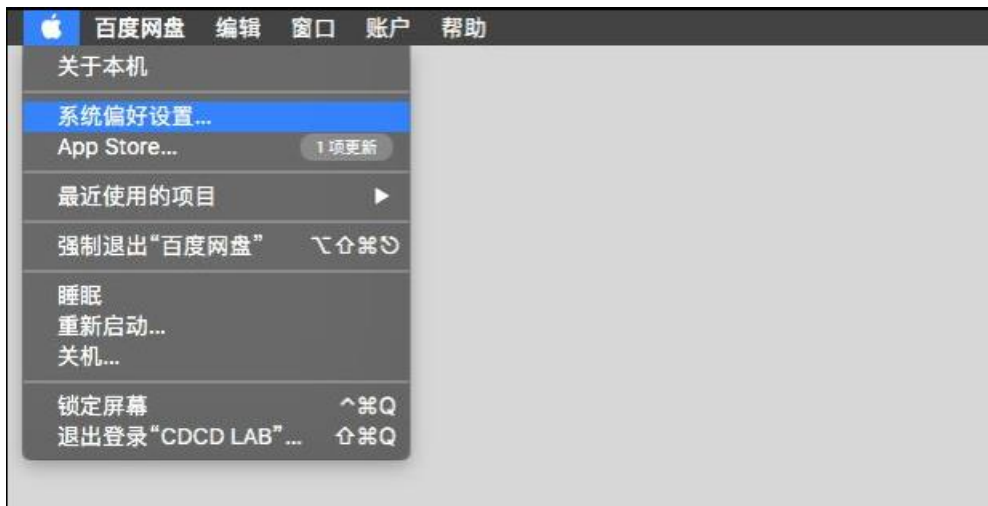 百度网盘 编辑 窗口 账户 帮助
关于本机
系统偏好设置...
App Store... 1项更新
最近使用的项目 ▶
强制退出“百度网盘” ⌥⇧⌘⎋
睡眠
重新启动...
关机...
锁定屏幕 ^⌘Q
退出登录“CDCD LAB”... ⇧⌘Q